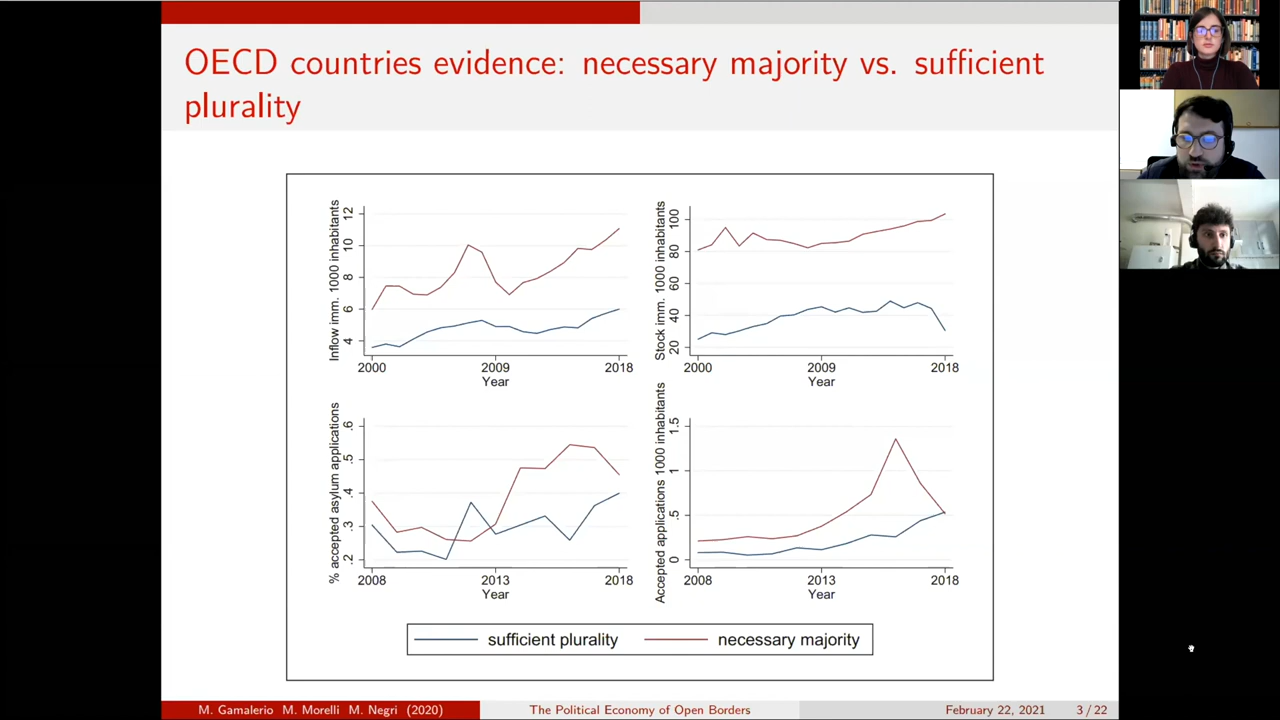 OECD countries evidence: necessary majority vs. sufficient
plurality
Inflow imm. 1000 inhabitants
12
10
8
6
4
2000
2009
2018
Year
Stock imm. 1000 inhabitants
100
80
60
40
20
2000
2009
2018
Year
% accepted asylum applications
.6
.5
.4
.3
.2
2008
2013
2018
Year
Accepted applications 1000 inhabitants
1.5
1
.5
0
2008
2013
2018
Year
sufficient plurality
necessary majority
M. Gamalerio M. Morelli M. Negri (2020)
The Political Economy of Open Borders
February 22, 2021
3 / 22